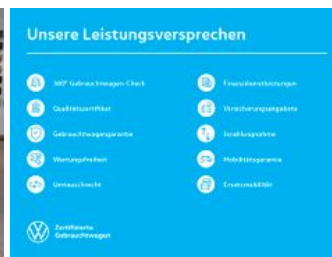 Unsere Leistungsversprechen
360° Gebrauchtwagen-Check
Qualitätszertifikat
Gebrauchtwagengarantie
Wartungsfreiheit
Umtauschrecht
Finanzdienstleistungen
Versicherungsangebote
Inzahlungnahme
Mobilitätsgarantie
Ersatzmobilität
Zertifizierte
Gebrauchtwagen